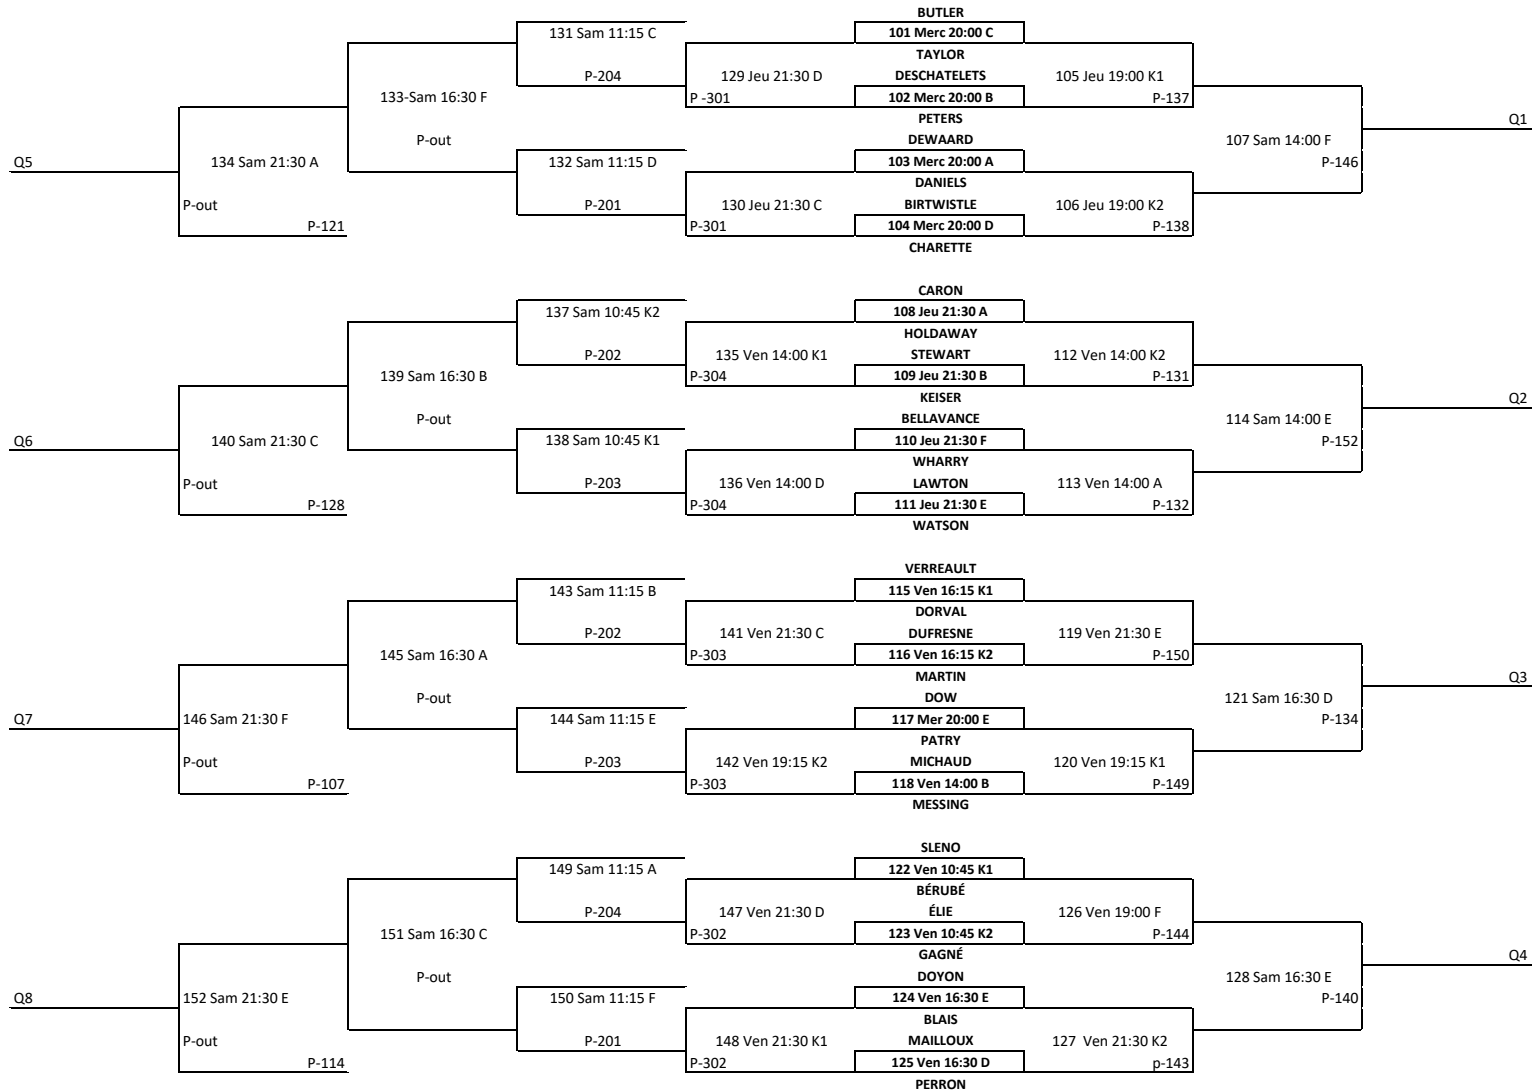 BUTLER
131 Sam 11:15 C
101 Merc 20:00 C
TAYLOR
P-204
129 Jeu 21:30 D
DESCHATELETS
105 Jeu 19:00 K1
133-Sam 16:30 F
P -301
102 Merc 20:00 B
P-137
PETERS
Q1
P-out
DEWAARD
107 Sam 14:00 F
Q5
134 Sam 21:30 A
132 Sam 11:15 D
103 Merc 20:00 A
P-146
DANIELS
P-out
P-201
130 Jeu 21:30 C
BIRTWISTLE
106 Jeu 19:00 K2
P-121
P-301
104 Merc 20:00 D
P-138
CHARETTE
CARON
137 Sam 10:45 K2
108 Jeu 21:30 A
HOLDAWAY
P-202
135 Ven 14:00 K1
STEWART
112 Ven 14:00 K2
139 Sam 16:30 B
P-304
109 Jeu 21:30 B
P-131
KEISER
Q2
P-out
BELLAVANCE
114 Sam 14:00 E
Q6
140 Sam 21:30 C
138 Sam 10:45 K1
110 Jeu 21:30 F
P-152
WHARRY
P-out
P-203
136 Ven 14:00 D
LAWTON
113 Ven 14:00 A
P-128
P-304
111 Jeu 21:30 E
P-132
WATSON
VERREAULT
143 Sam 11:15 B
115 Ven 16:15 K1
DORVAL
P-202
141 Ven 21:30 C
DUFRESNE
119 Ven 21:30 E
145 Sam 16:30 A
P-303
116 Ven 16:15 K2
P-150
MARTIN
Q3
P-out
DOW
121 Sam 16:30 D
Q7
146 Sam 21:30 F
144 Sam 11:15 E
117 Mer 20:00 E
P-134
PATRY
P-out
P-203
142 Ven 19:15 K2
MICHAUD
120 Ven 19:15 K1
P-107
P-303
118 Ven 14:00 B
P-149
MESSING
SLENO
149 Sam 11:15 A
122 Ven 10:45 K1
BÉRUBÉ
P-204
147 Ven 21:30 D
ÉLIE
126 Ven 19:00 F
151 Sam 16:30 C
P-302
123 Ven 10:45 K2
P-144
GAGNÉ
Q4
P-out
DOYON
128 Sam 16:30 E
Q8
152 Sam 21:30 E
150 Sam 11:15 F
124 Ven 16:30 E
P-140
BLAIS
P-out
P-201
148 Ven 21:30 K1
MAILLOUX
127 Ven 21:30 K2
P-114
P-302
125 Ven 16:30 D
p-143
PERRON